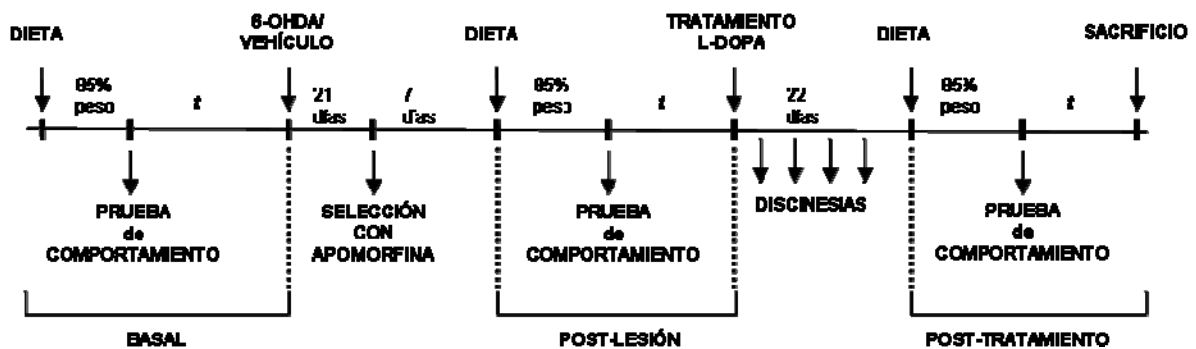 DIETA
6-OHDA/
VEHÍCULO
DIETA
TRATAMIENTO
L-DOPA
DIETA
SACRIFICIO
85%
peso
t
21
días
7
días
85%
peso
t
22
días
85%
peso
t
PRUEBA
de
COMPORTAMIENTO
SELECCIÓN
CON
APOMORFINA
PRUEBA
de
COMPORTAMIENTO
DISCINESIAS
PRUEBA
de
COMPORTAMIENTO
BASAL
POST-LESIÓN
POST-TRATAMIENTO